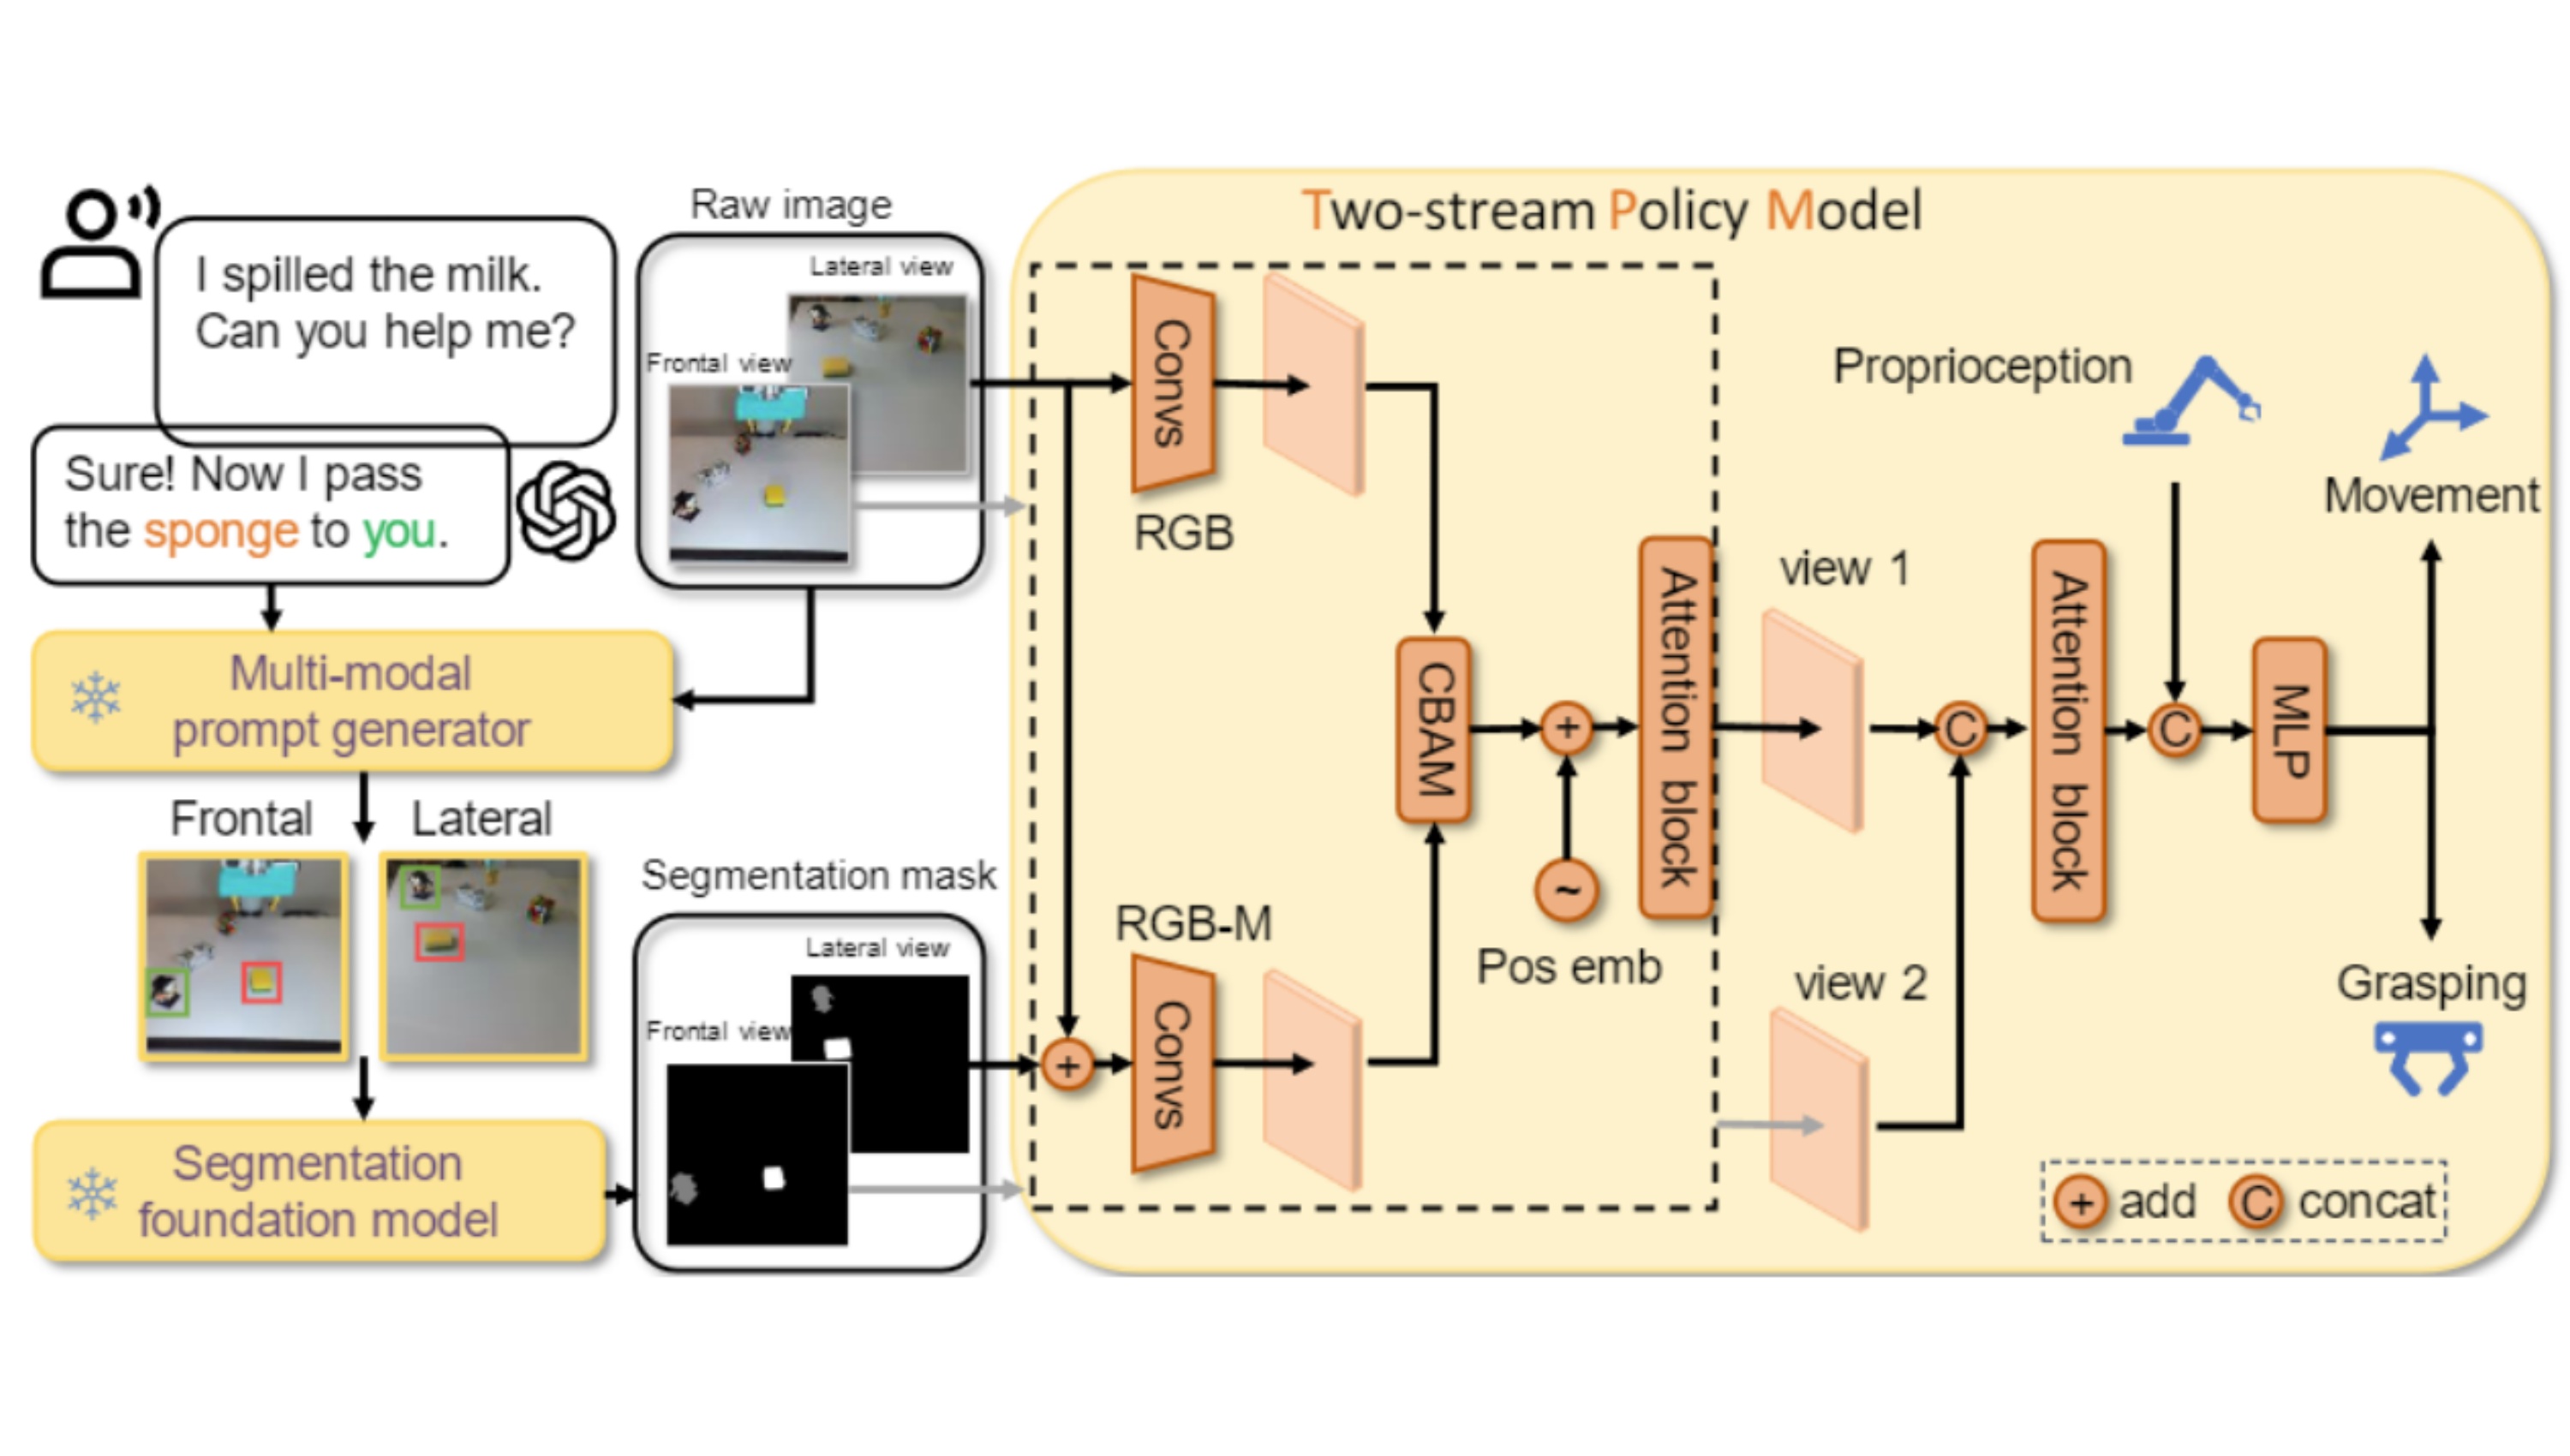 I spilled the milk.
Can you help me?
Sure! Now I pass
the sponge to you.
Multi-modal
prompt generator
Frontal
Lateral
Segmentation
foundation model
Raw image
Lateral view
Frontal view
Segmentation mask
Lateral view
Frontal view
Two-stream Policy Model
Convs
RGB
RGB-M
Convs
CBAM
+
+
~
Pos emb
Attention block
view 1
view 2
C
Attention block
Proprioception
C
MLP
Movement
Grasping
+ add C concat